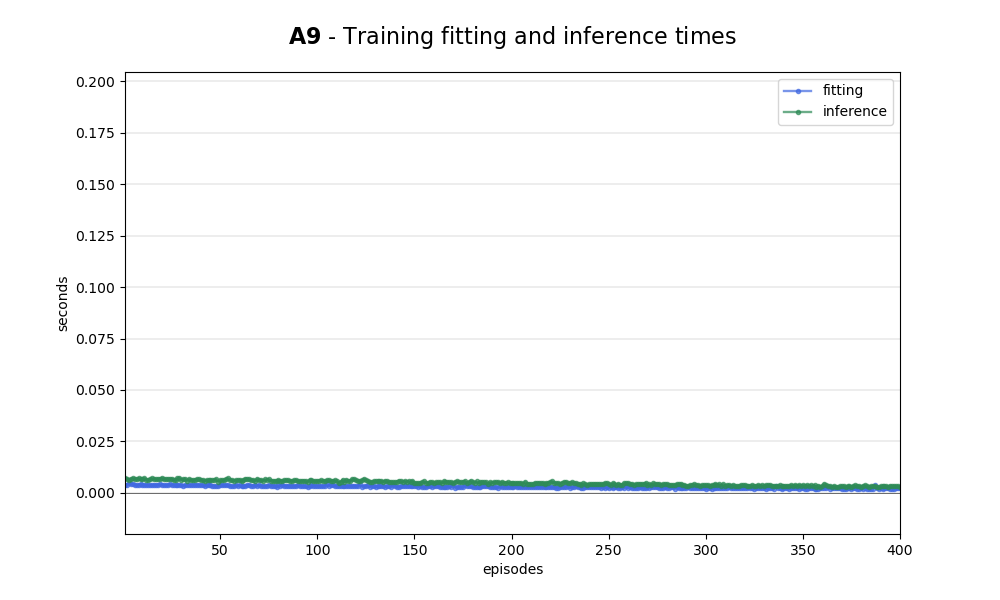 A9 - Training fitting and inference times
fitting
inference
0.200
0.175
0.150
0.125
0.100
0.075
0.050
0.025
0.000
seconds
50 100 150 200 250 300 350 400
episodes